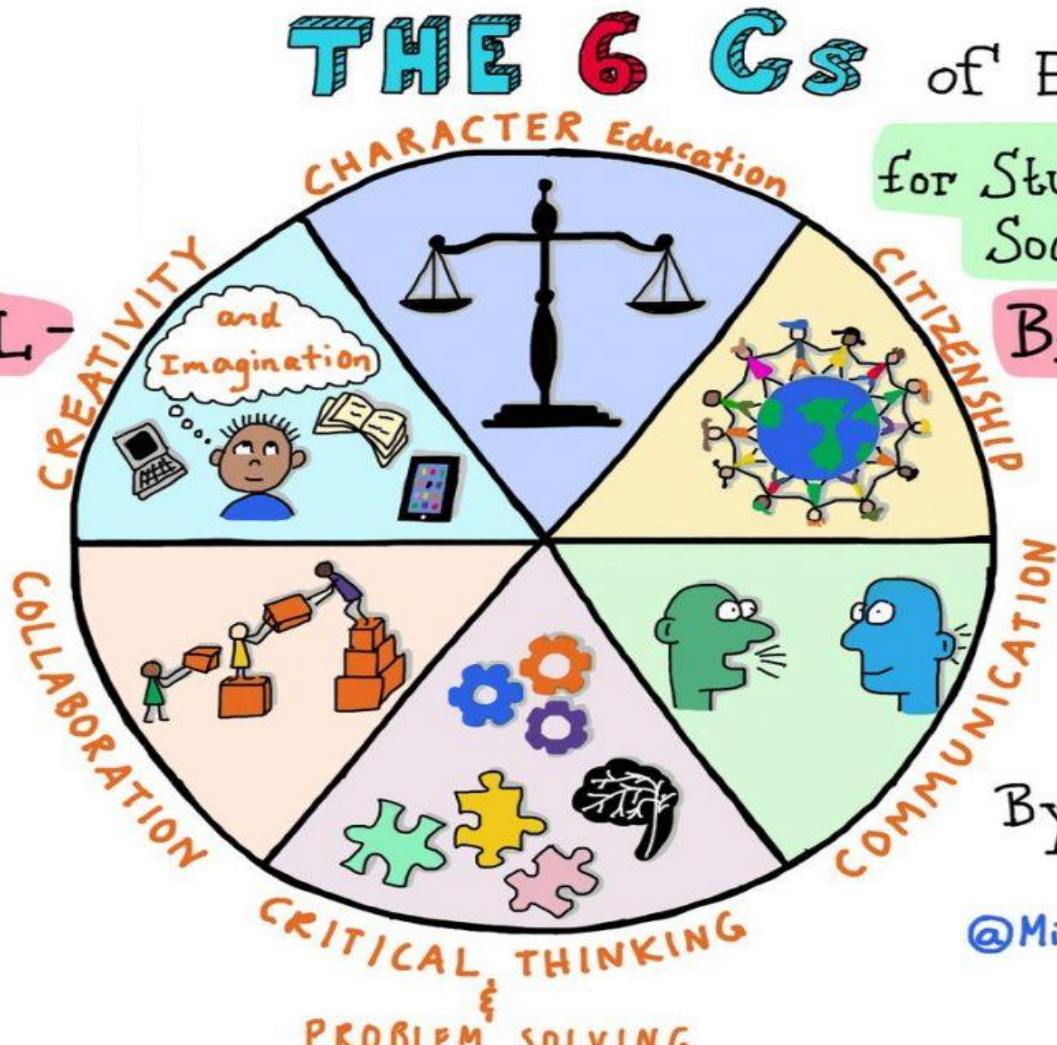 THE 6 Cs of E
CHARACTER Education
for Stu
Soc
CREATIVITY
and
Imagination
CITIZENSHIP
L-
B
COLLABORATION
COMMUNICATION
By
@Mi
CRITICAL THINKING
&
PROBLEM SOLVING